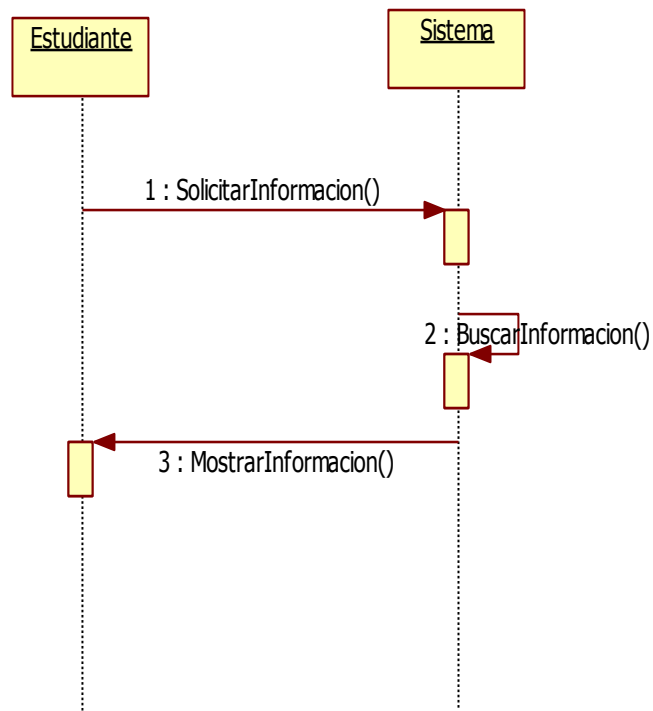 Estudiante
Sistema
1 : SolicitarInformacion()
2 : BuscarInformacion()
3 : MostrarInformacion()